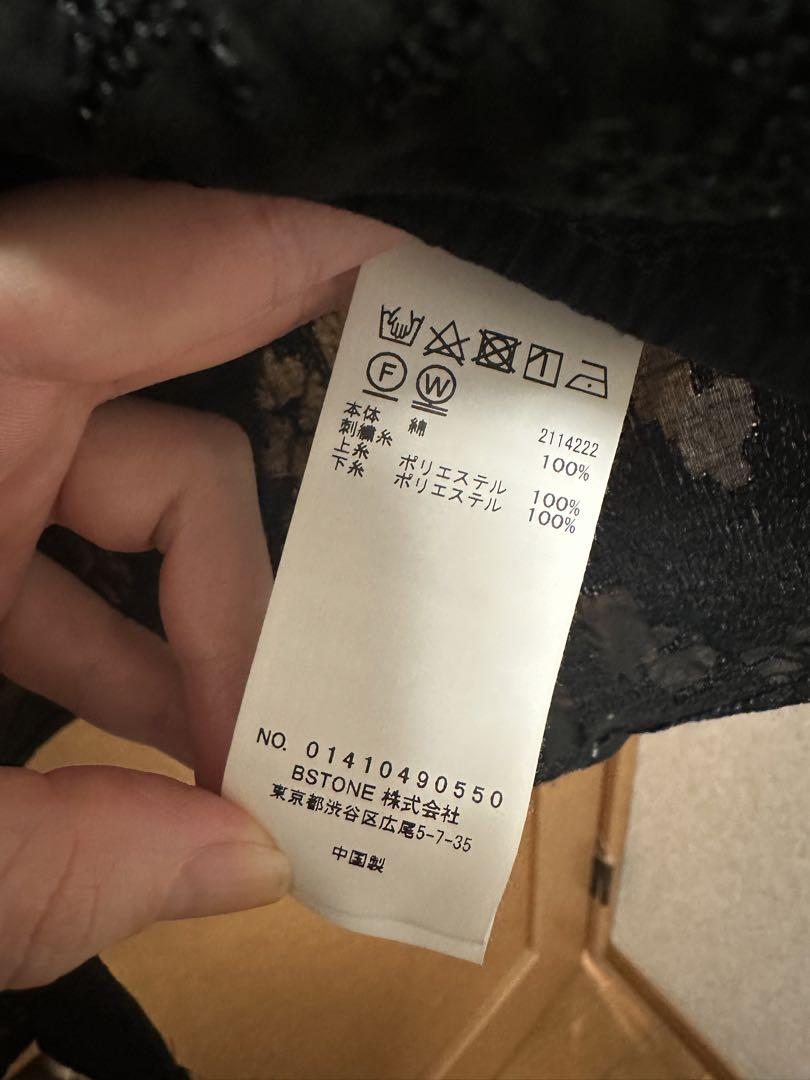 F W
2114222
本体 綿 100%
刺繍糸
上糸 ポリエステル 100%
下糸 ポリエステル 100%
NO. 01410490550
BSTONE 株式会社
東京都渋谷区広尾5-7-35
中国製